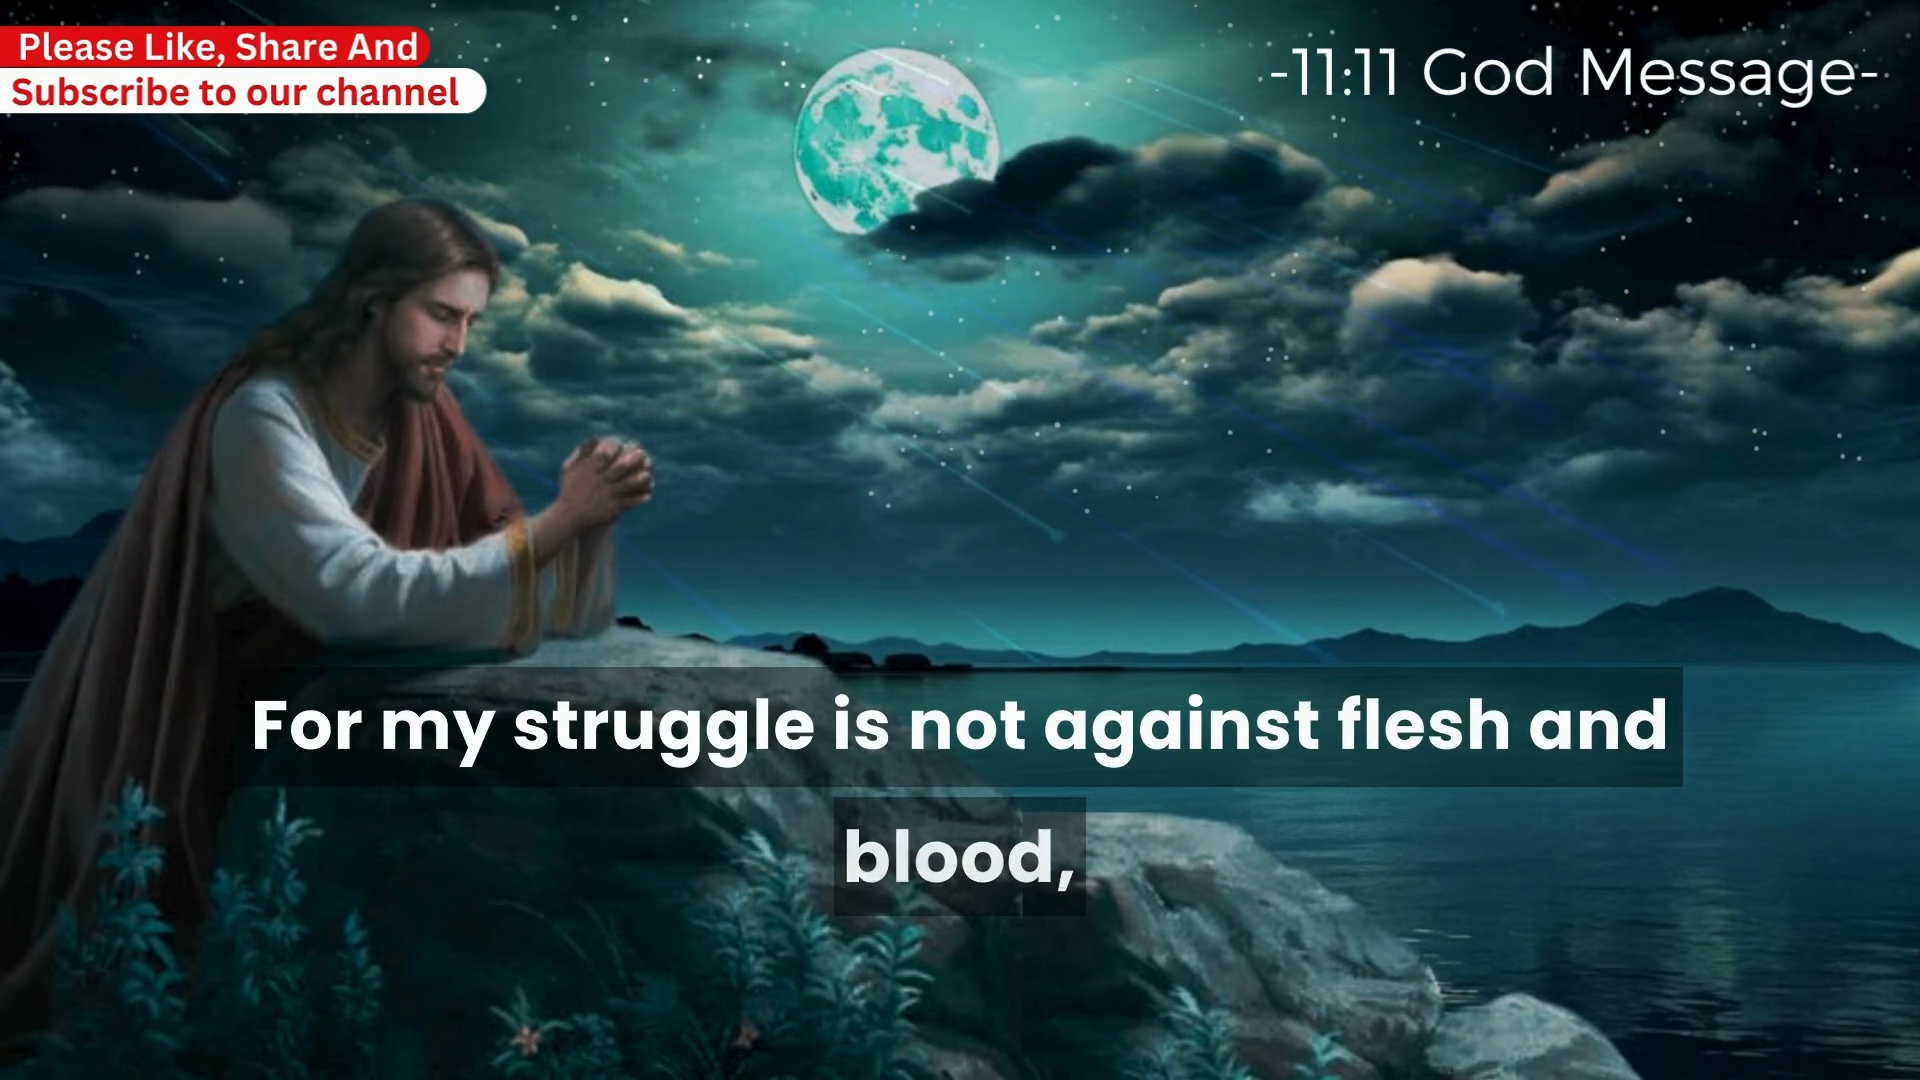 Please Like, Share And
Subscribe to our channel
-11:11 God Message-
For my struggle is not against flesh and
blood,